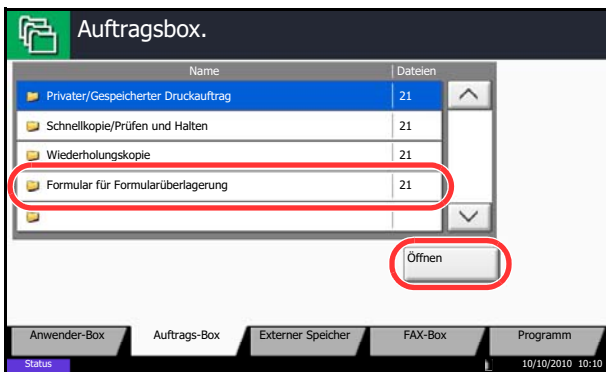 Auftragsbox.
Name Dateien
Privater/Gespeicherter Druckauftrag 21
Schnellkopie/Prüfen und Halten 21
Wiederholungskopie 21
Formular für Formularüberlagerung 21
Öffnen
Anwender-Box Auftrags-Box Externer Speicher FAX-Box Programm
Status 10/10/2010 10:10